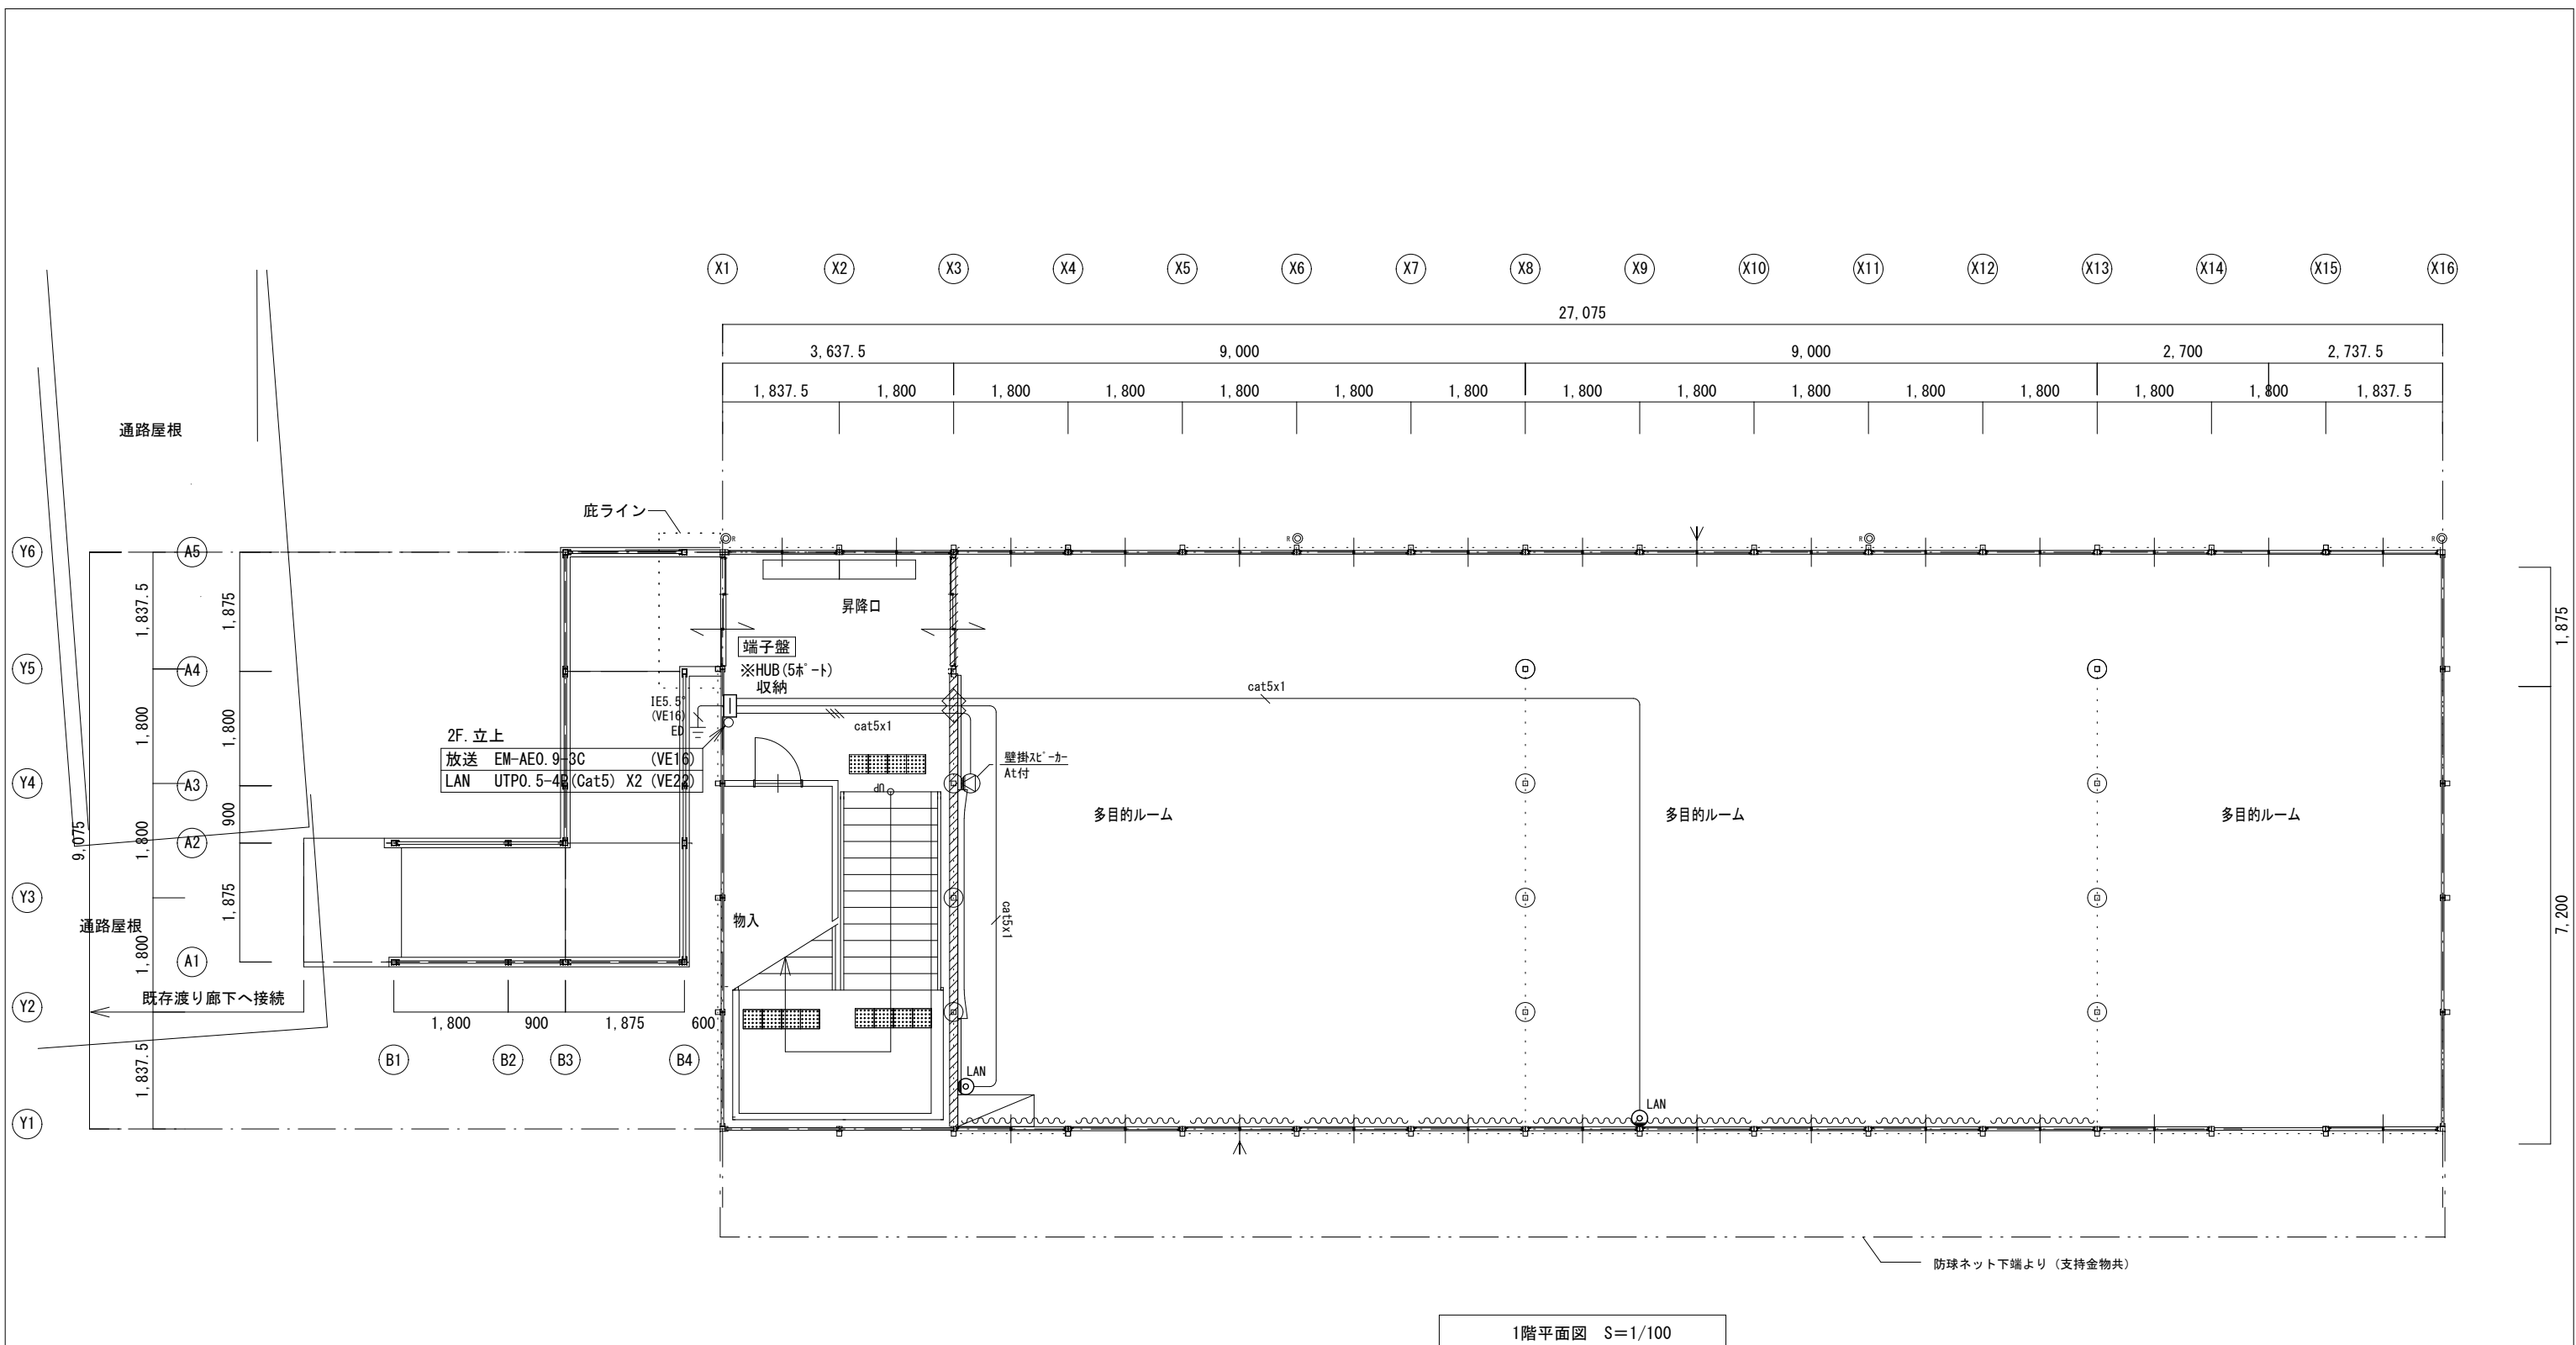 X1 X2 X3 X4 X5 X6 X7 X8 X9 X10 X11 X12 X13 X14 X15 X16
27,075
3,637.5 9,000 9,000 2,700 2,737.5
1,837.5 1,800 1,800 1,800 1,800 1,800 1,800 1,800 1,800 1,800 1,800 1,800 1,800 1,800 1,837.5
通路屋根
庇ライン
R R R R
Y6 A5
Y5 A4
Y4 A3
A2
Y3
A1
Y2
Y1
9,075
1,837.5
1,800
1,800
1,800
1,837.5
1,875
1,800
900
1,875
1,875
7,200
昇降口
端子盤
※HUB(5ポート)
収納
IE5.5°
(VE16)
ED
cat5x1
cat5x1
2F.立上
放送 EM-AE0.9-3C (VE16)
LAN UTP0.5-4P(Cat5) X2 (VE22)
壁掛スピーカー
At付
UP
多目的ルーム 多目的ルーム 多目的ルーム
物入
cat5x1
通路屋根
既存渡り廊下へ接続
1,800 900 1,875 600
B1 B2 B3 B4
LAN
LAN
防球ネット下端より (支持金物共)
1階平面図 S=1/100